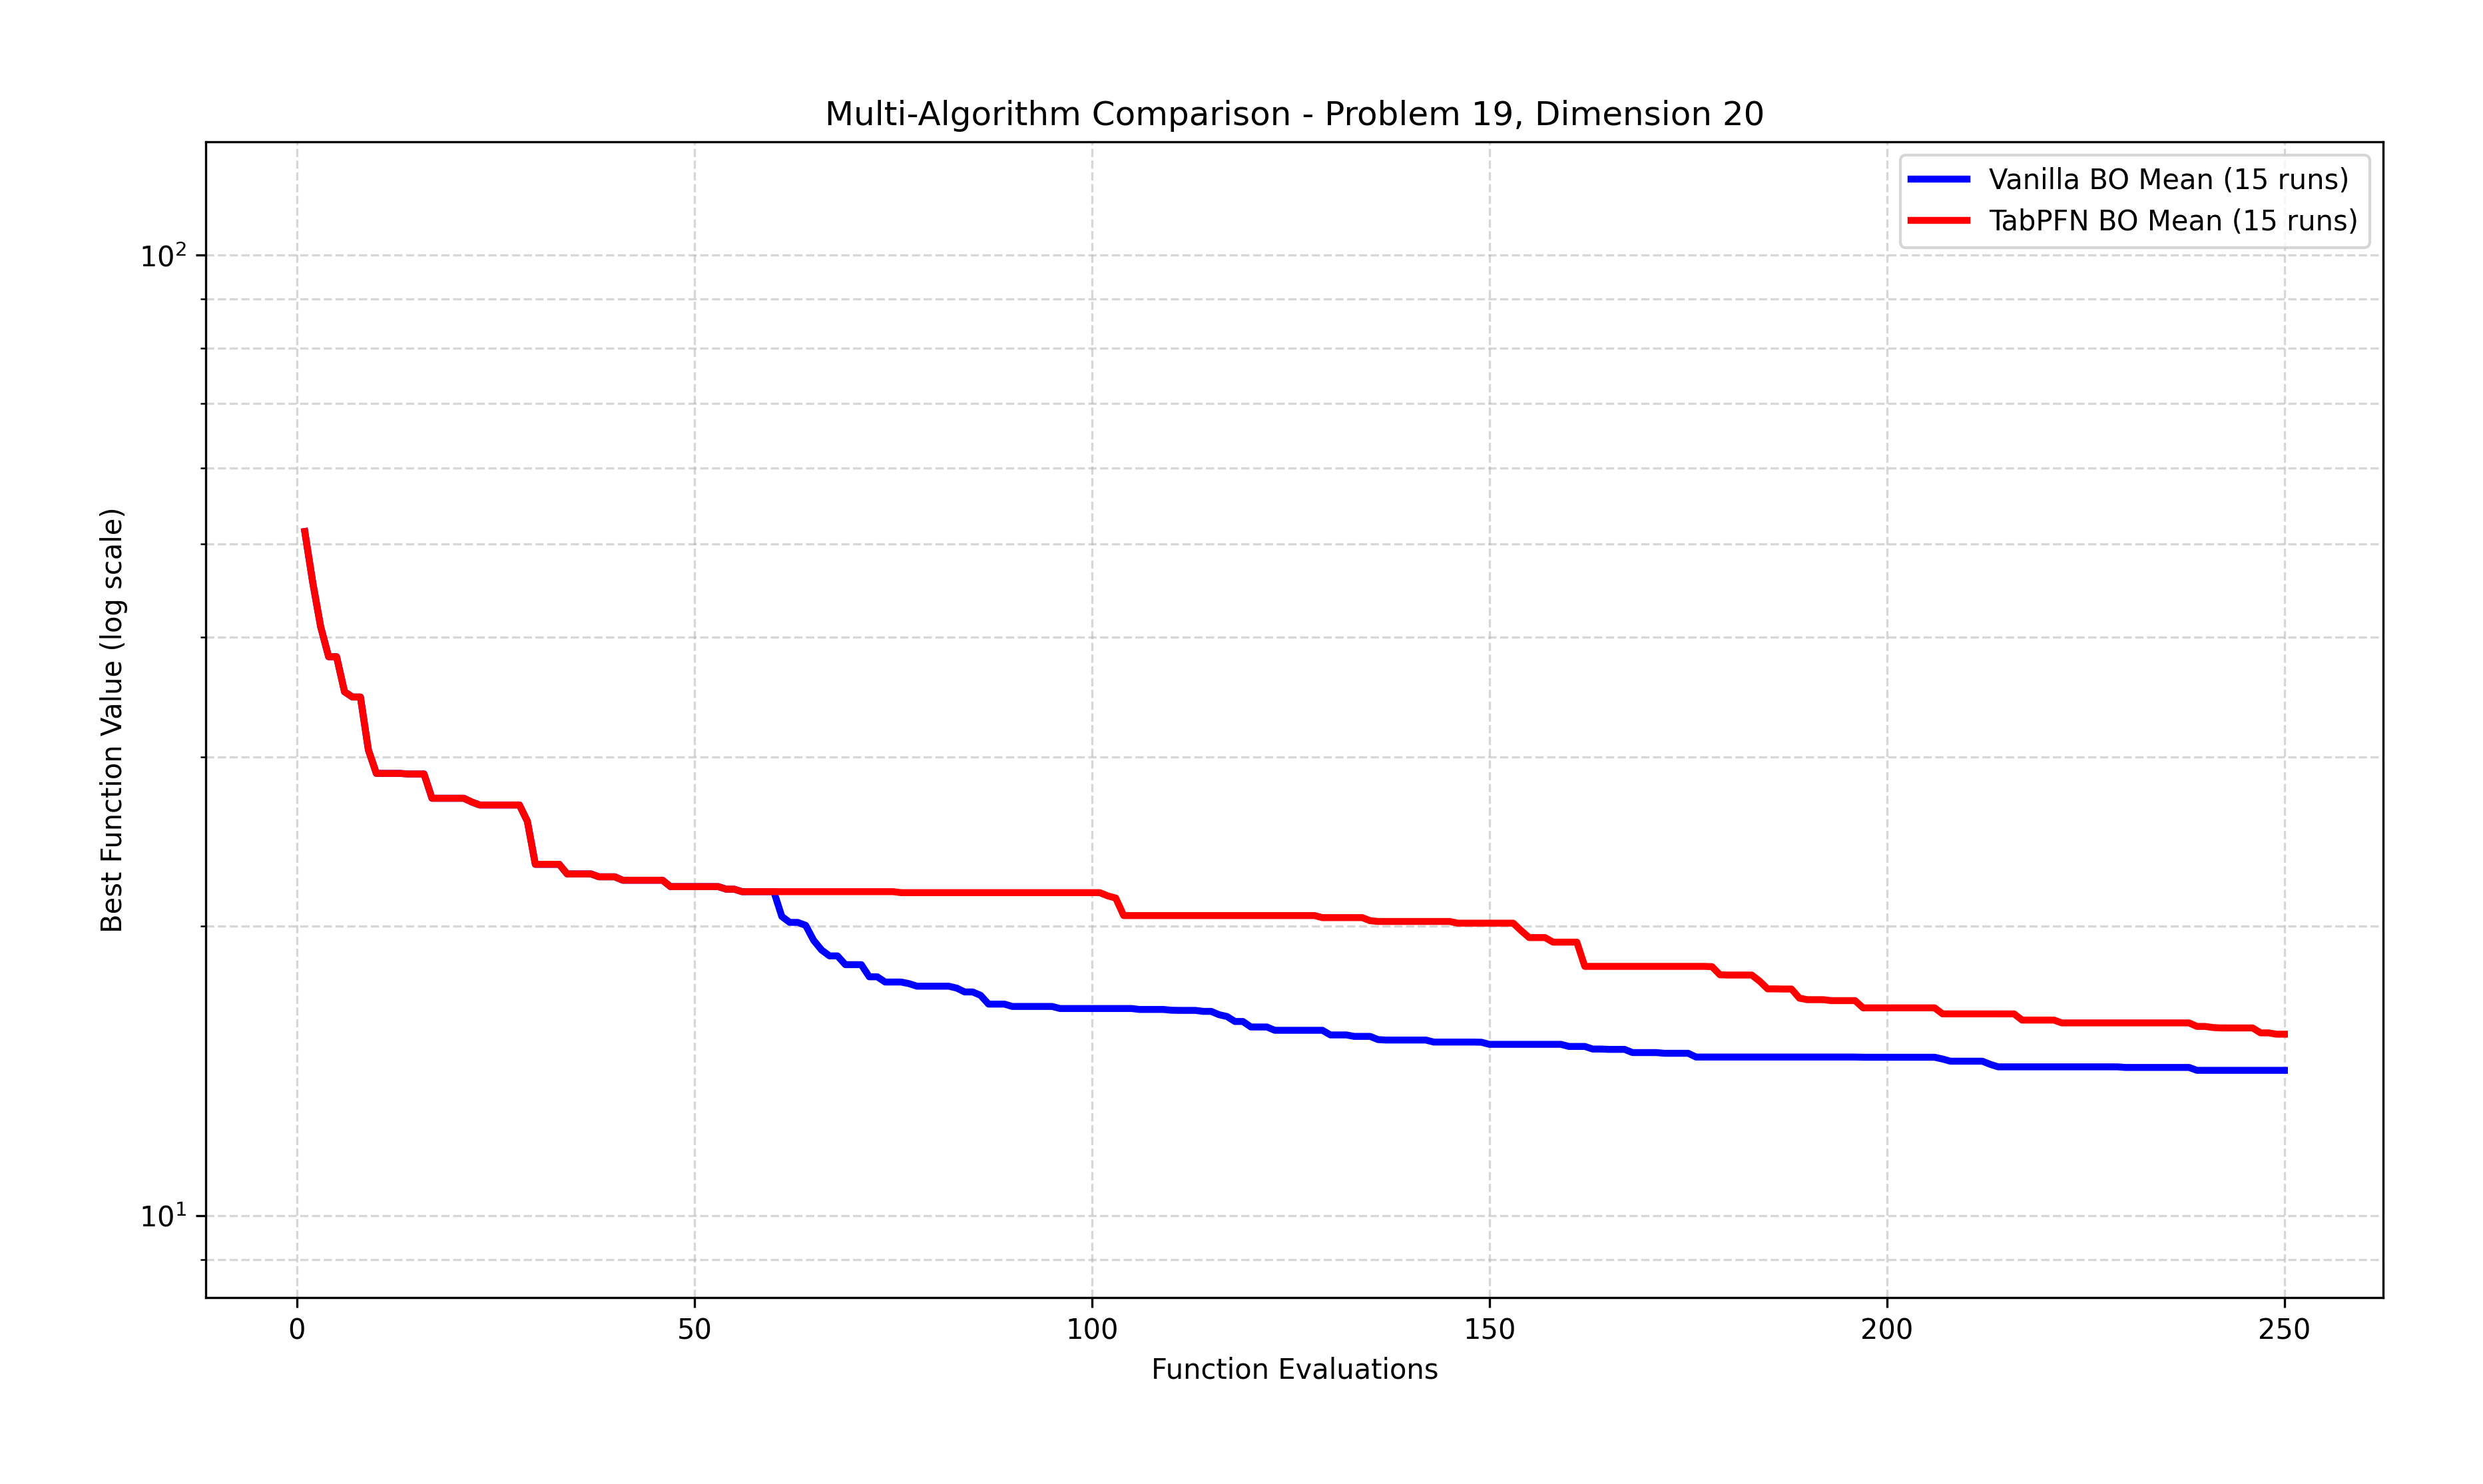 Multi-Algorithm Comparison - Problem 19, Dimension 20
Vanilla BO Mean (15 runs)
TabPFN BO Mean (15 runs)
Best Function Value (log scale)
10²
10¹
0 50 100 150 200 250
Function Evaluations